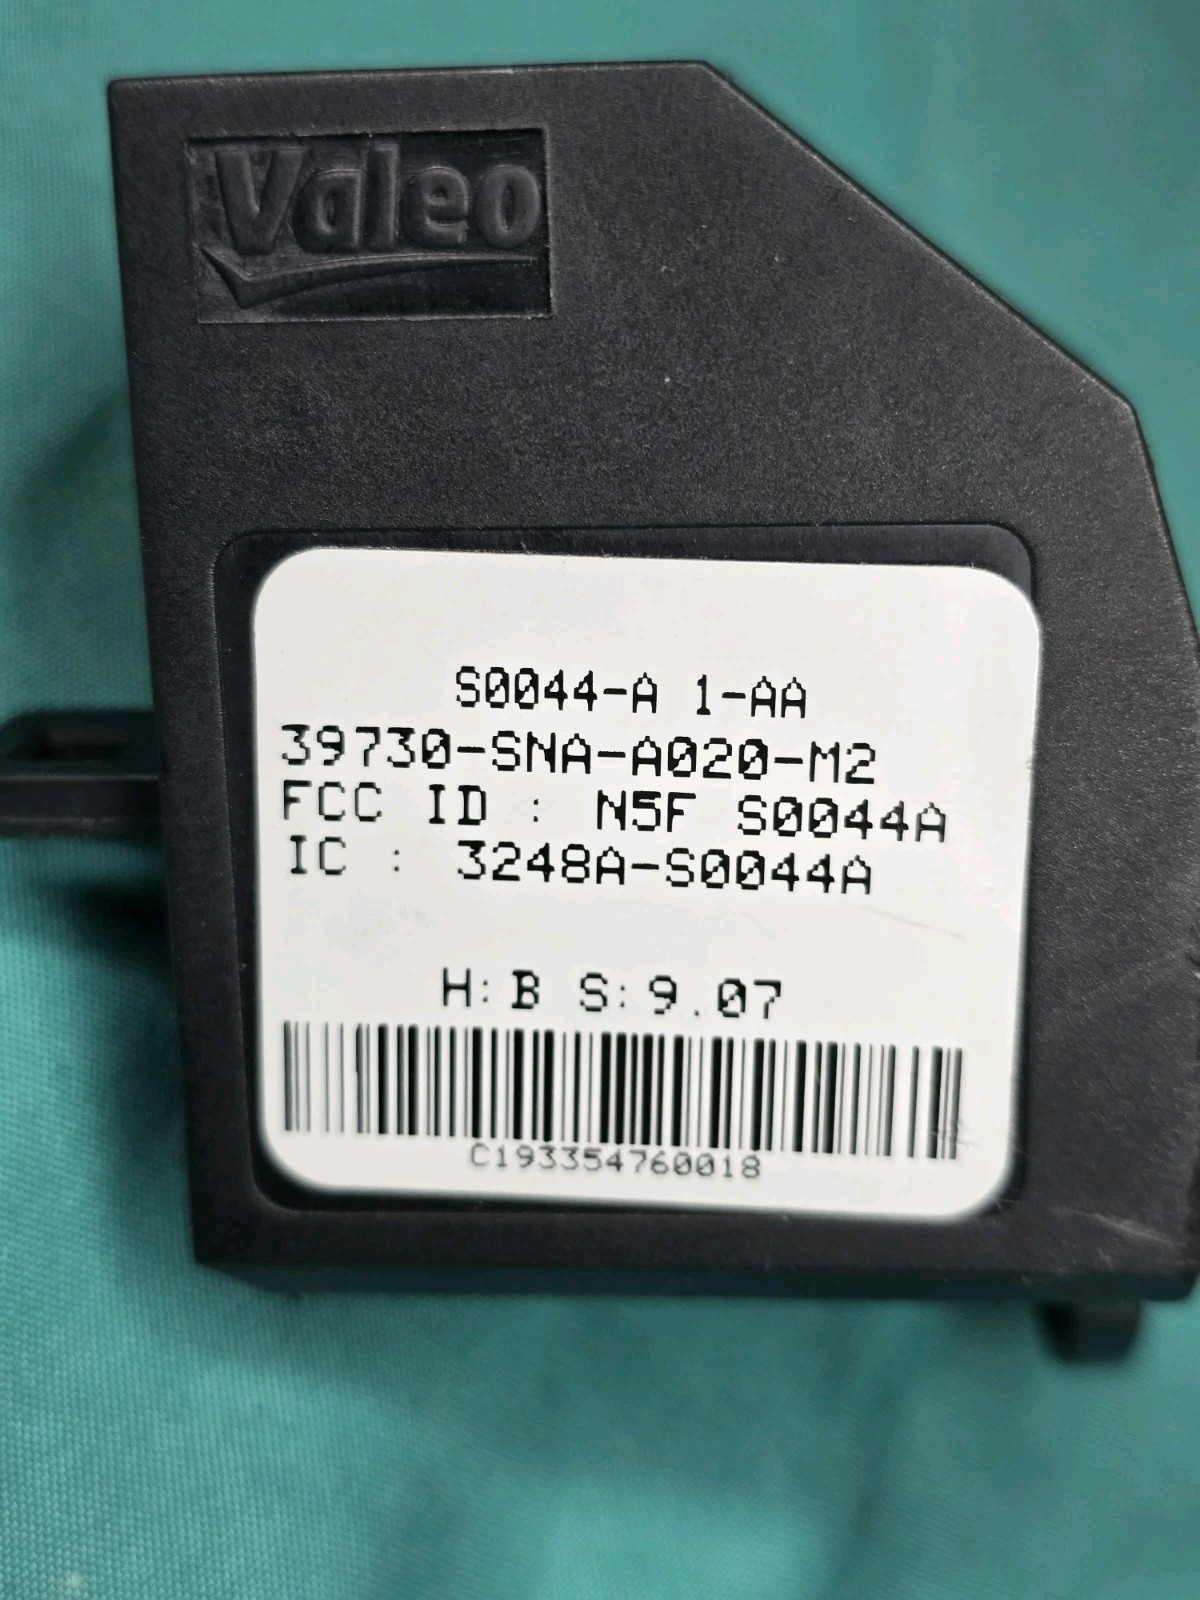 Valeo
S0044-A 1-AA
39730-SNA-A020-M2
FCC ID : N5F S0044A
IC : 3248A-S0044A
H: B S: 9.07
C193354760018